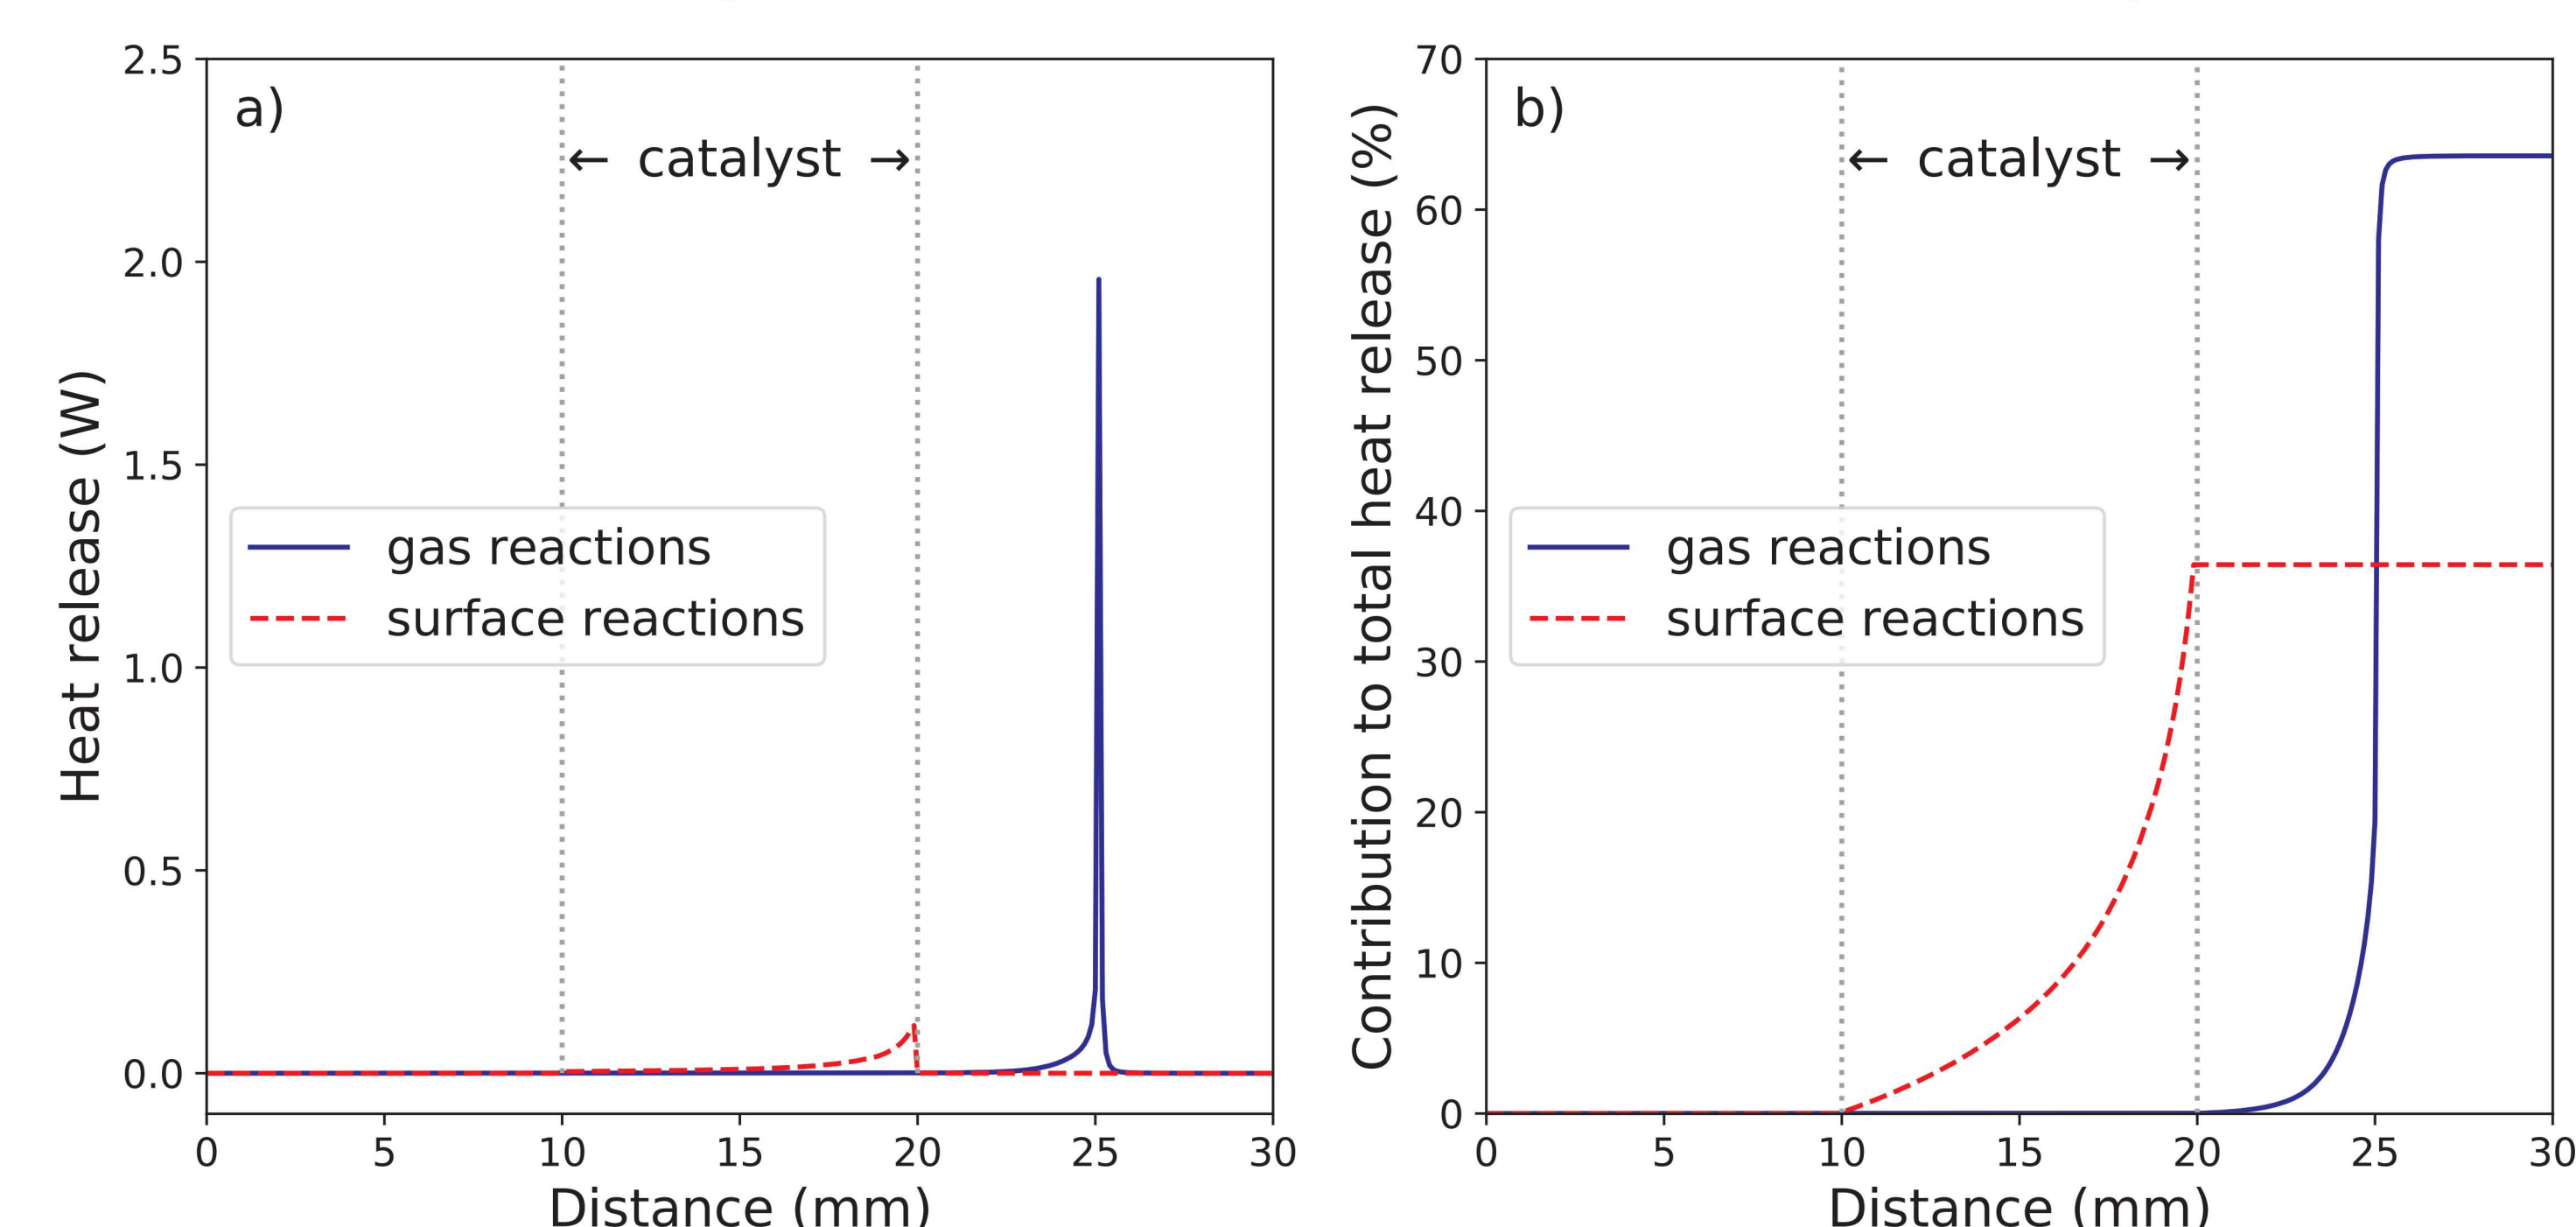 a)
← catalyst →
gas reactions
surface reactions
Heat release (W)
2.5
2.0
1.5
1.0
0.5
0.0
0 5 10 15 20 25 30
Distance (mm)
b)
← catalyst →
gas reactions
surface reactions
Contribution to total heat release (%)
70
60
50
40
30
20
10
0
0 5 10 15 20 25 30
Distance (mm)